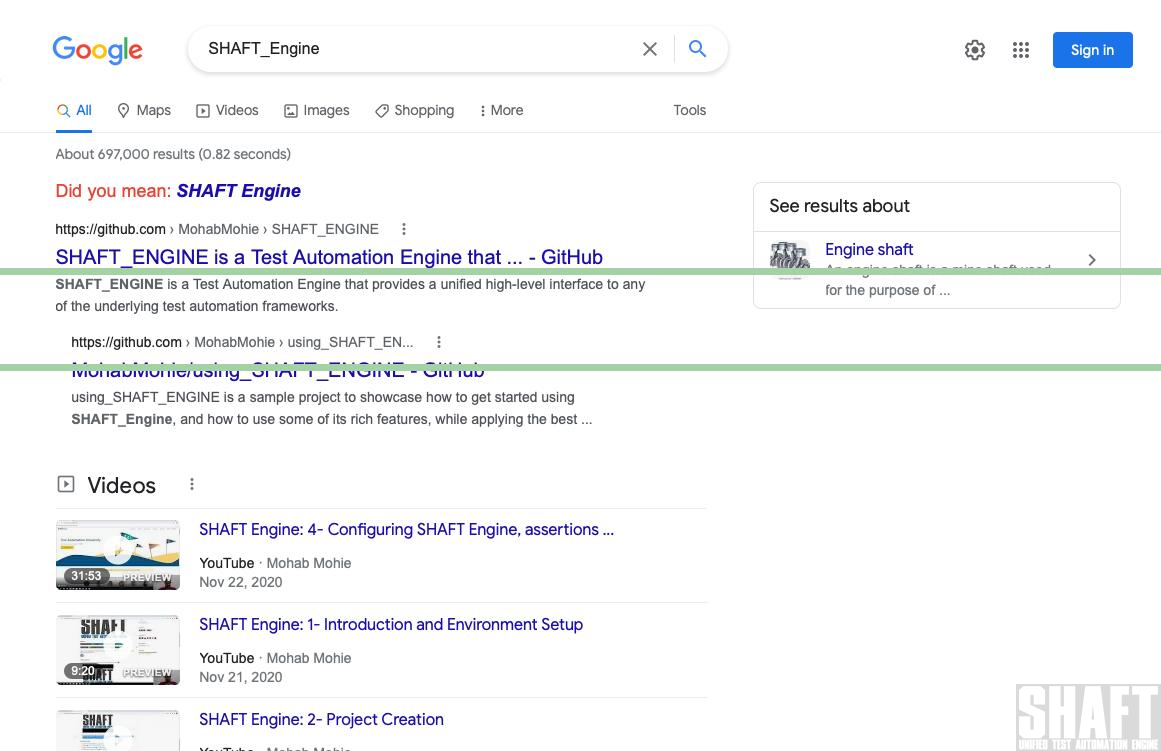 Google
SHAFT_Engine
Sign in
All
Maps
Videos
Images
Shopping
More
Tools
About 697,000 results (0.82 seconds)
Did you mean: SHAFT Engine
https://github.com › MohabMohie › SHAFT_ENGINE
SHAFT_ENGINE is a Test Automation Engine that ... - GitHub
SHAFT_ENGINE is a Test Automation Engine that provides a unified high-level interface to any
of the underlying test automation frameworks.
https://github.com › MohabMohie › using_SHAFT_EN...
MohabMohie/using_SHAFT_ENGINE - GitHub
using_SHAFT_ENGINE is a sample project to showcase how to get started using
SHAFT_Engine, and how to use some of its rich features, while applying the best ...
See results about
Engine shaft
An engine shaft is a mine shaft used
for the purpose of ...
Videos
SHAFT Engine: 4- Configuring SHAFT Engine, assertions ...
YouTube · Mohab Mohie
Nov 22, 2020
31:53
PREVIEW
SHAFT Engine: 1- Introduction and Environment Setup
YouTube · Mohab Mohie
Nov 21, 2020
SHAFT
9:20
PREVIEW
SHAFT Engine: 2- Project Creation
YouTube · Mohab Mohie
SHAFT
SHAFT
UNIFIED TEST AUTOMATION ENGINE